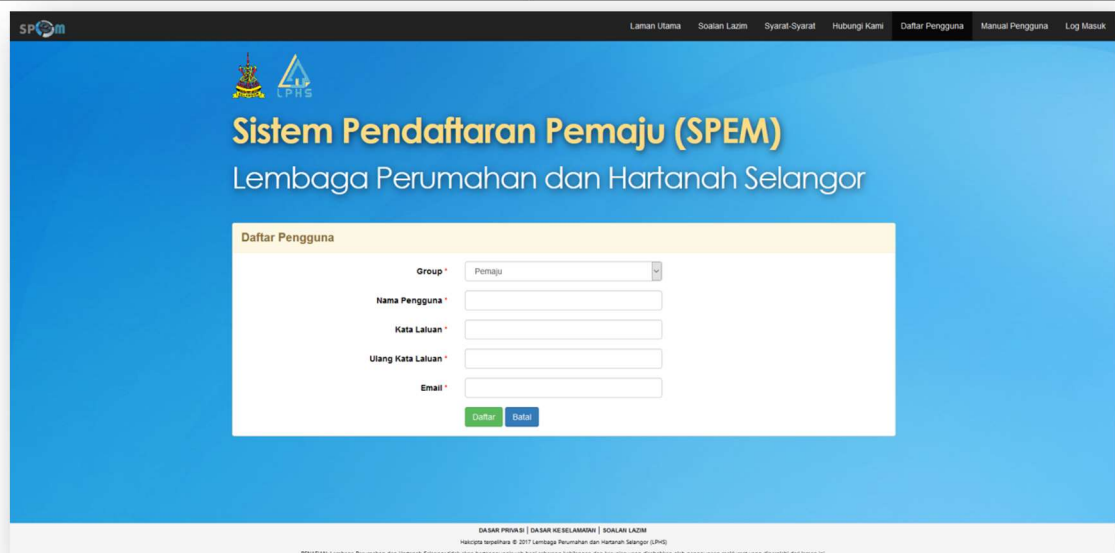 SPEM
Laman Utama Soalan Lazim Syarat-Syarat Hubungi Kami Daftar Pengguna Manual Pengguna Log Masuk
LPHS
Sistem Pendaftaran Pemaju (SPEM)
Lembaga Perumahan dan Hartanah Selangor
Daftar Pengguna
Group * Pemaju
Nama Pengguna *
Kata Laluan *
Ulang Kata Laluan *
Email *
Daftar Batal
DASAR PRIVASI | DASAR KESELAMATAN | SOALAN LAZIM
Hakcipta terpelihara © 2017 Lembaga Perumahan dan Hartanah Selangor (LPHS)